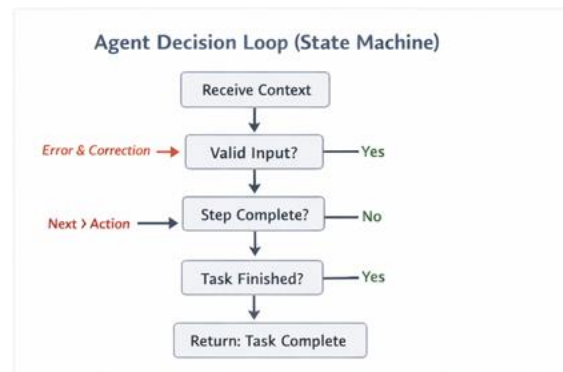 Agent Decision Loop (State Machine)
Receive Context
Error & Correction
Valid Input?
Yes
Step Complete?
No
Next > Action
Task Finished?
Yes
Return: Task Complete